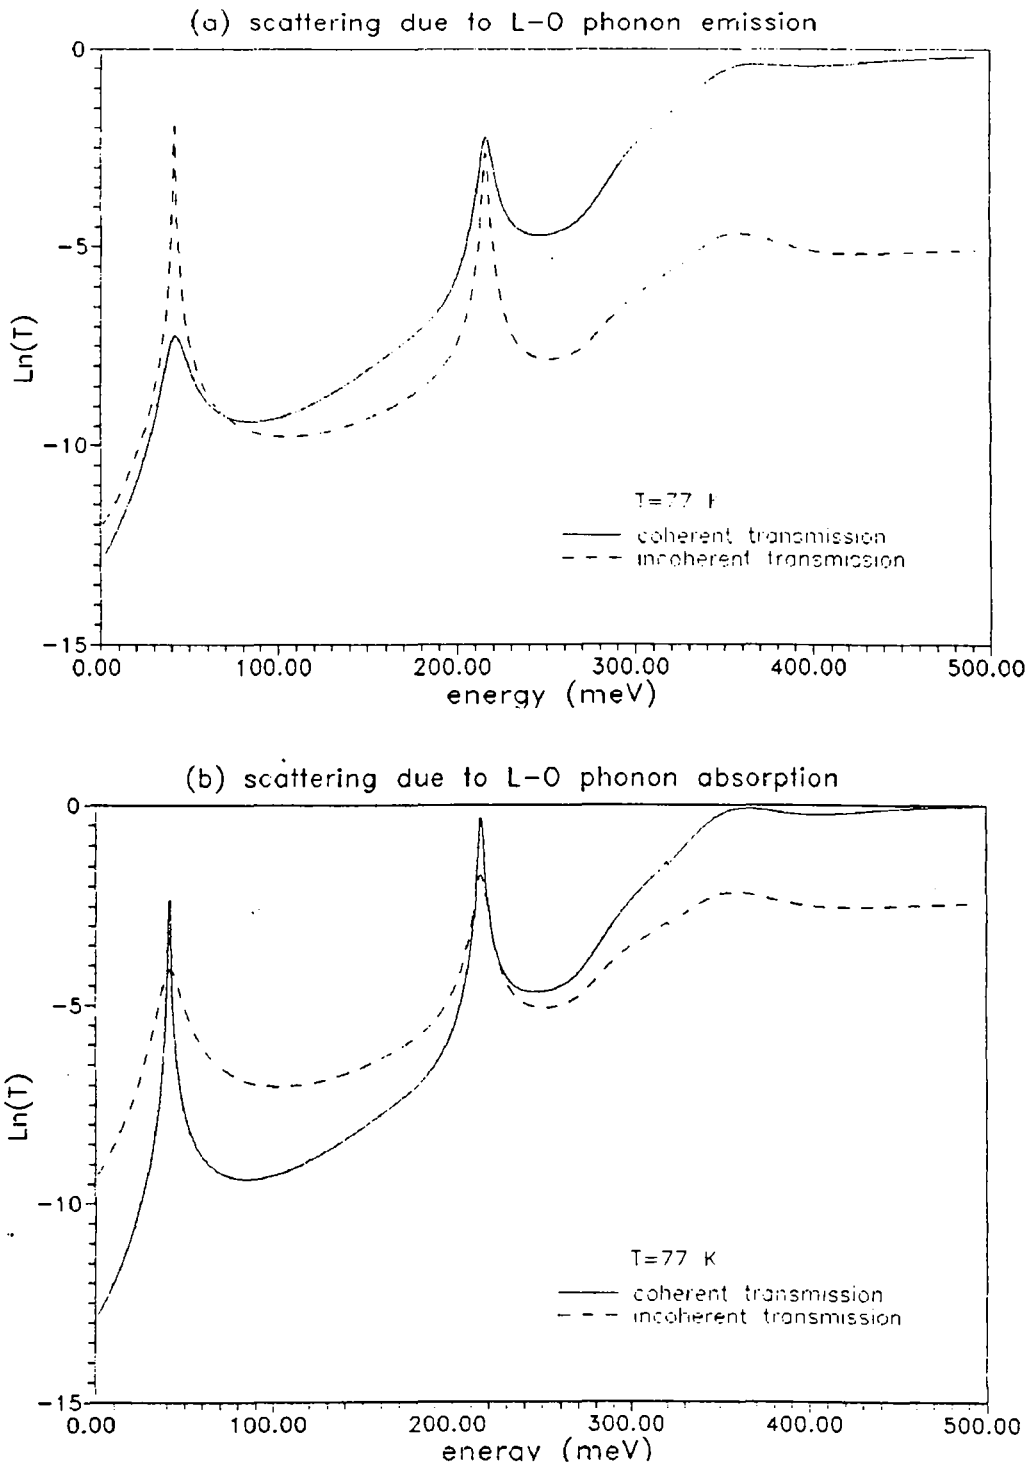 (a) scattering due to L-O phonon emission
0
-5
-10
-15
Ln(T)
T=77
coherent transmission
incoherent transmission
0.00 100.00 200.00 300.00 400.00 500.00
energy (meV)
(b) scattering due to L-O phonon absorption
0
-5
-10
-15
Ln(T)
T=77 K
coherent transmission
incoherent transmission
0.00 100.00 200.00 300.00 400.00 500.00
energy (meV)